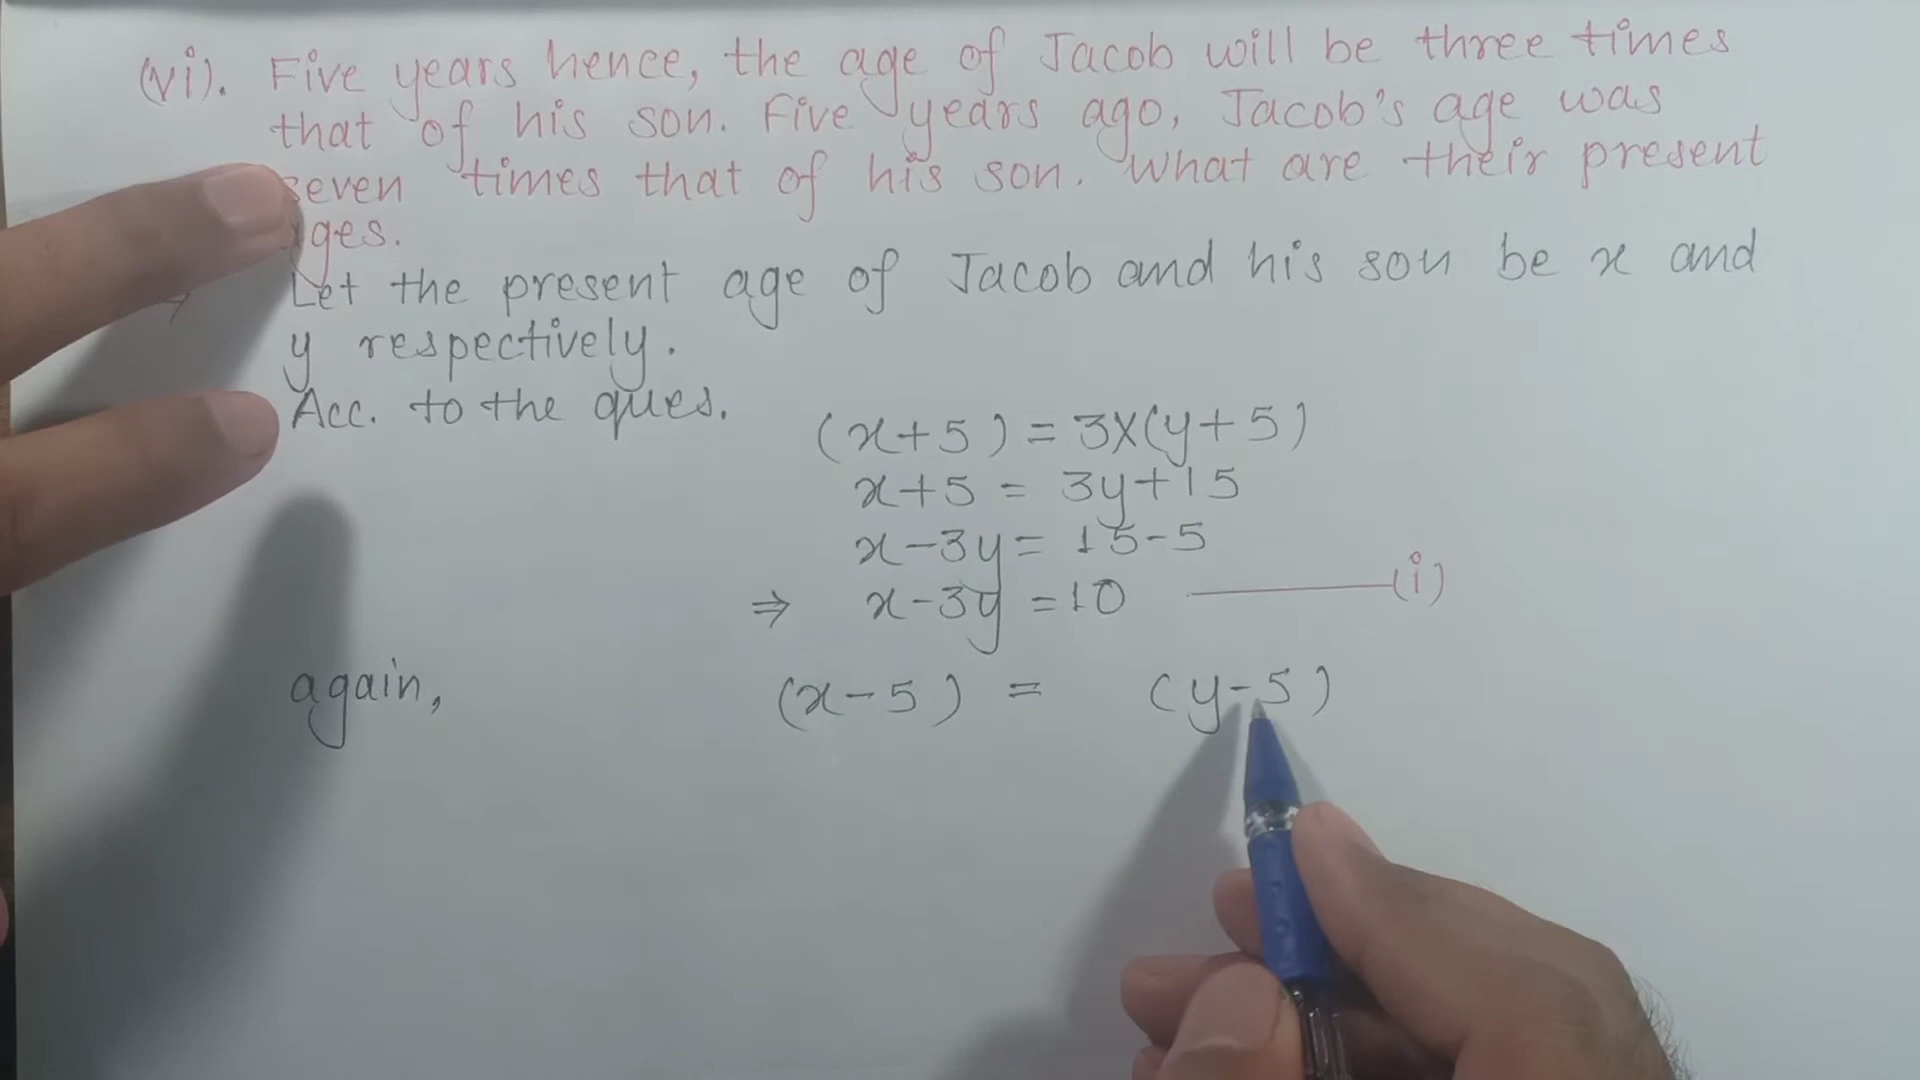 (vi). Five years hence, the age of Jacob will be three times
that of his son. Five years ago, Jacob's age was
seven times that of his son. What are their present
ges.
Let the present age of Jacob and his son be x and
y respectively.
Acc. to the ques.
(x+5) = 3×(y+5)
x+5 = 3y+15
x-3y = 15-5
⇒ x-3y = 10 (i)
again, (x-5) = (y-5)